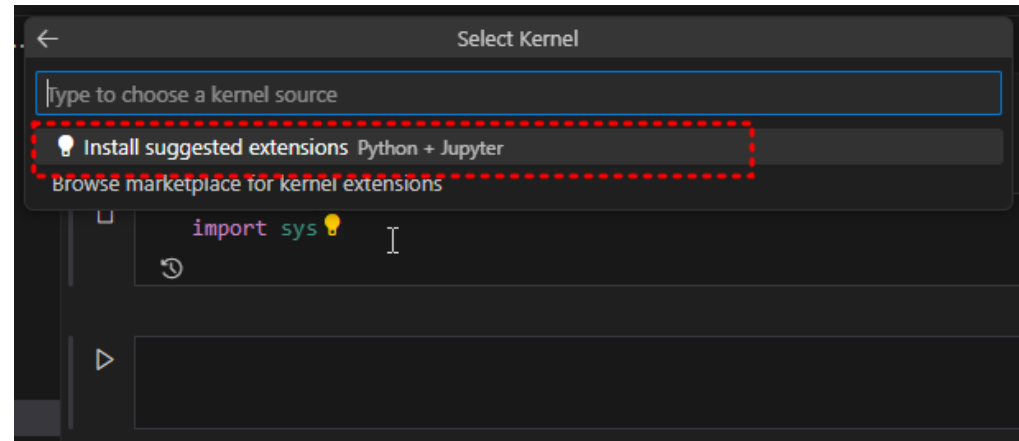 Select Kernel
Type to choose a kernel source
Install suggested extensions Python + Jupyter
Browse marketplace for kernel extensions
import sys